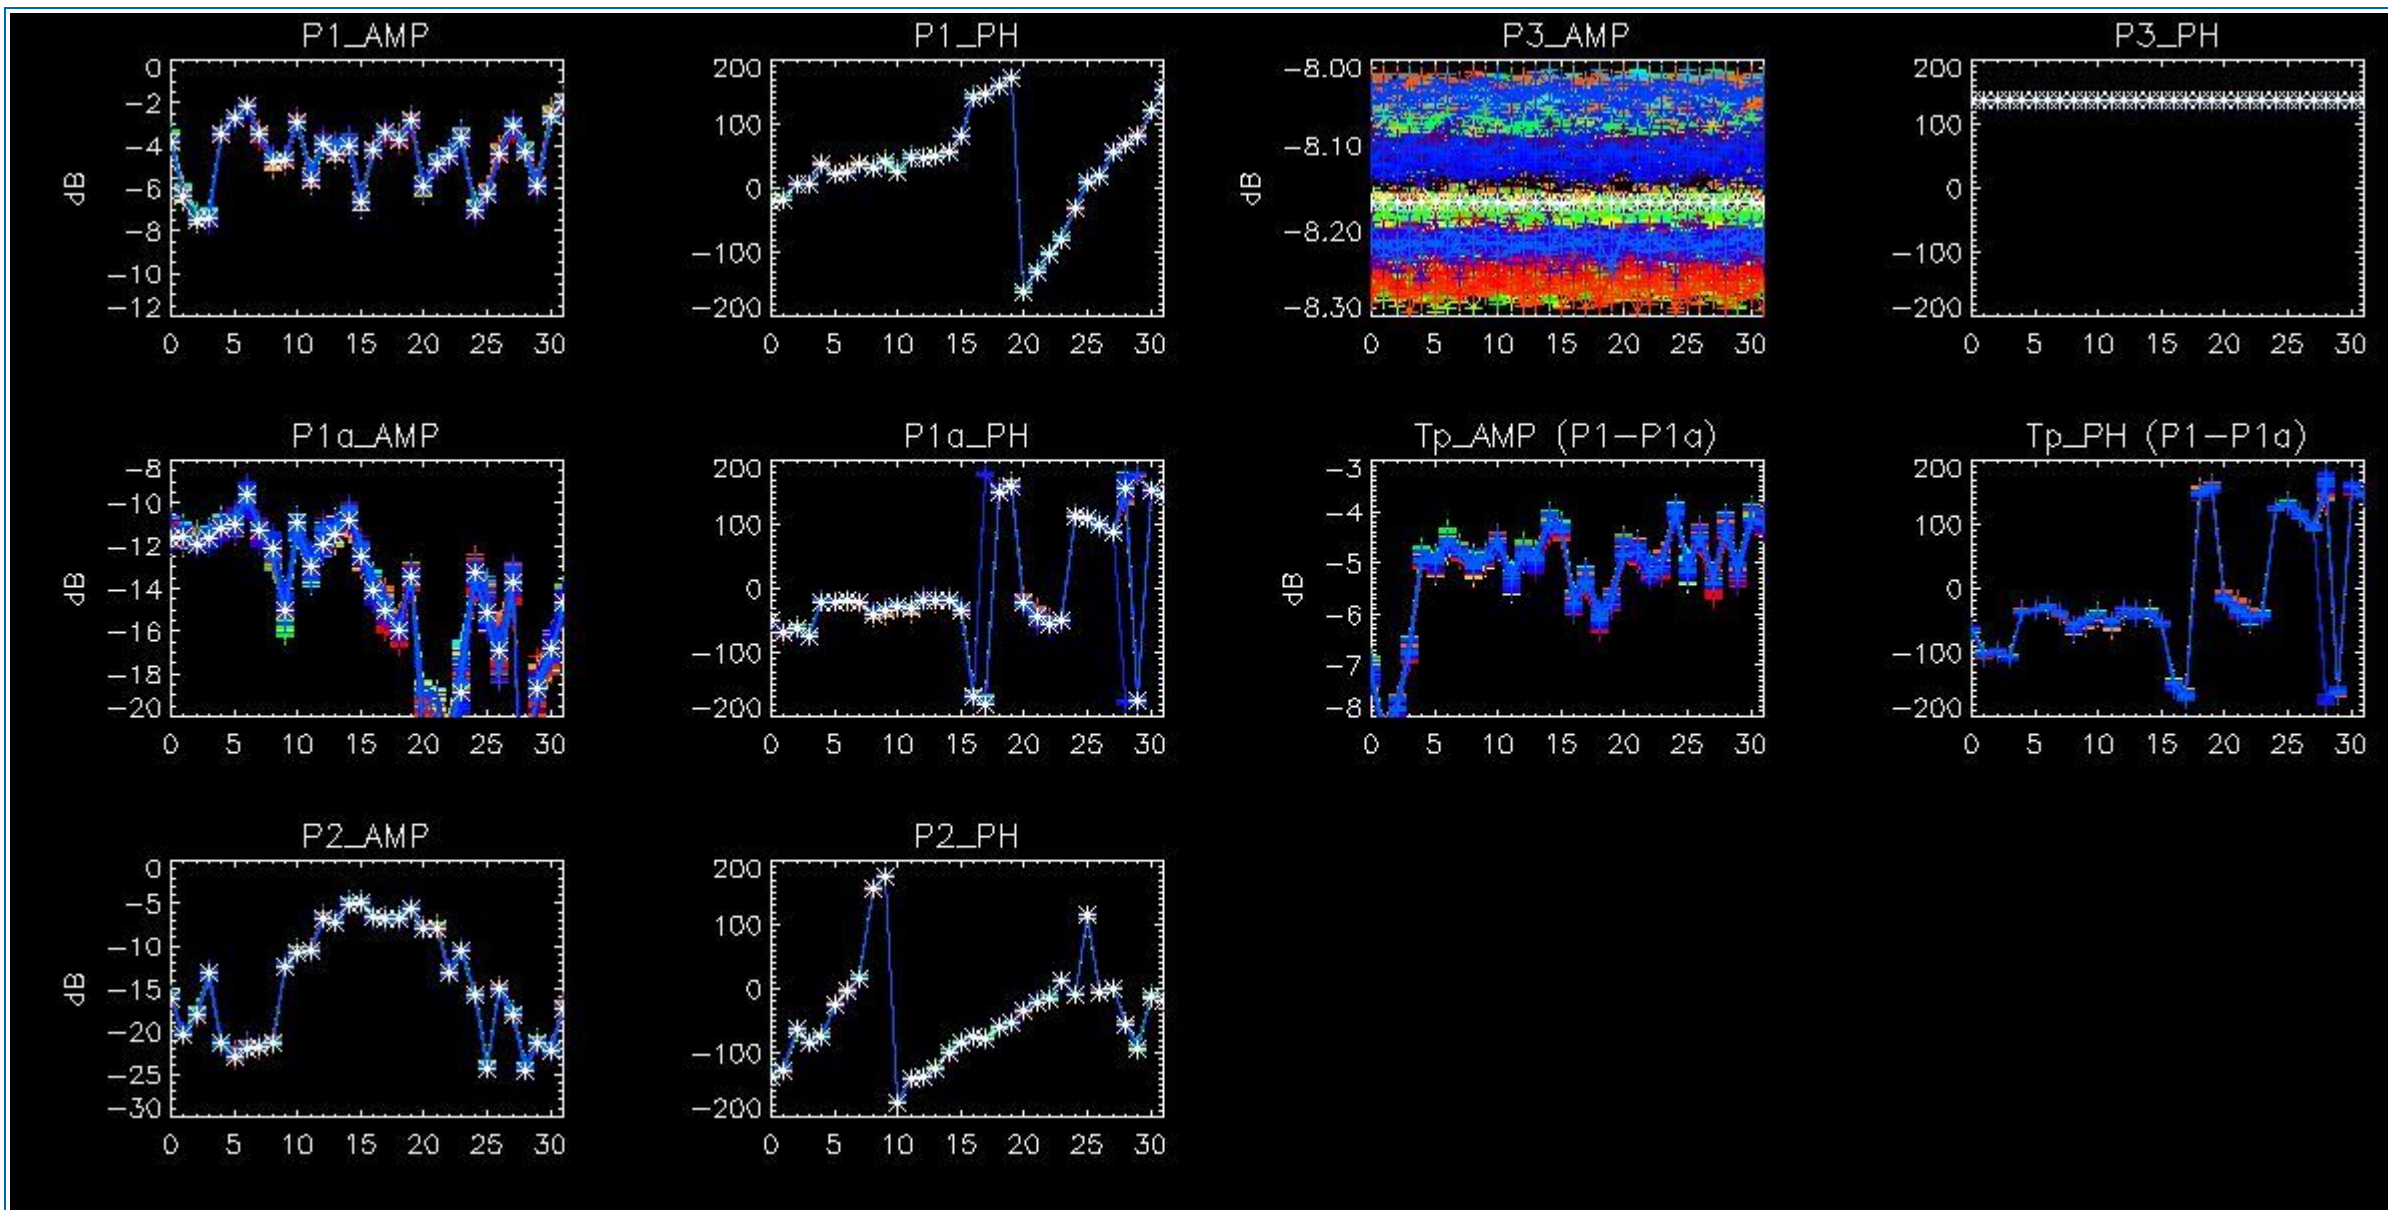 P1_AMP
P1_PH
P3_AMP
P3_PH
0
−2
−4
−6
−8
−10
−12
dB
0 5 10 15 20 25 30
200
100
0
−100
−200
0 5 10 15 20 25 30
−8.00
−8.10
−8.20
−8.30
dB
0 5 10 15 20 25 30
200
100
0
−100
−200
0 5 10 15 20 25 30
P1a_AMP
P1a_PH
Tp_AMP (P1−P1a)
Tp_PH (P1−P1a)
−8
−10
−12
−14
−16
−18
−20
dB
0 5 10 15 20 25 30
200
100
0
−100
−200
0 5 10 15 20 25 30
−3
−4
−5
−6
−7
−8
dB
0 5 10 15 20 25 30
200
100
0
−100
−200
0 5 10 15 20 25 30
P2_AMP
P2_PH
0
−5
−10
−15
−20
−25
−30
dB
0 5 10 15 20 25 30
200
100
0
−100
−200
0 5 10 15 20 25 30